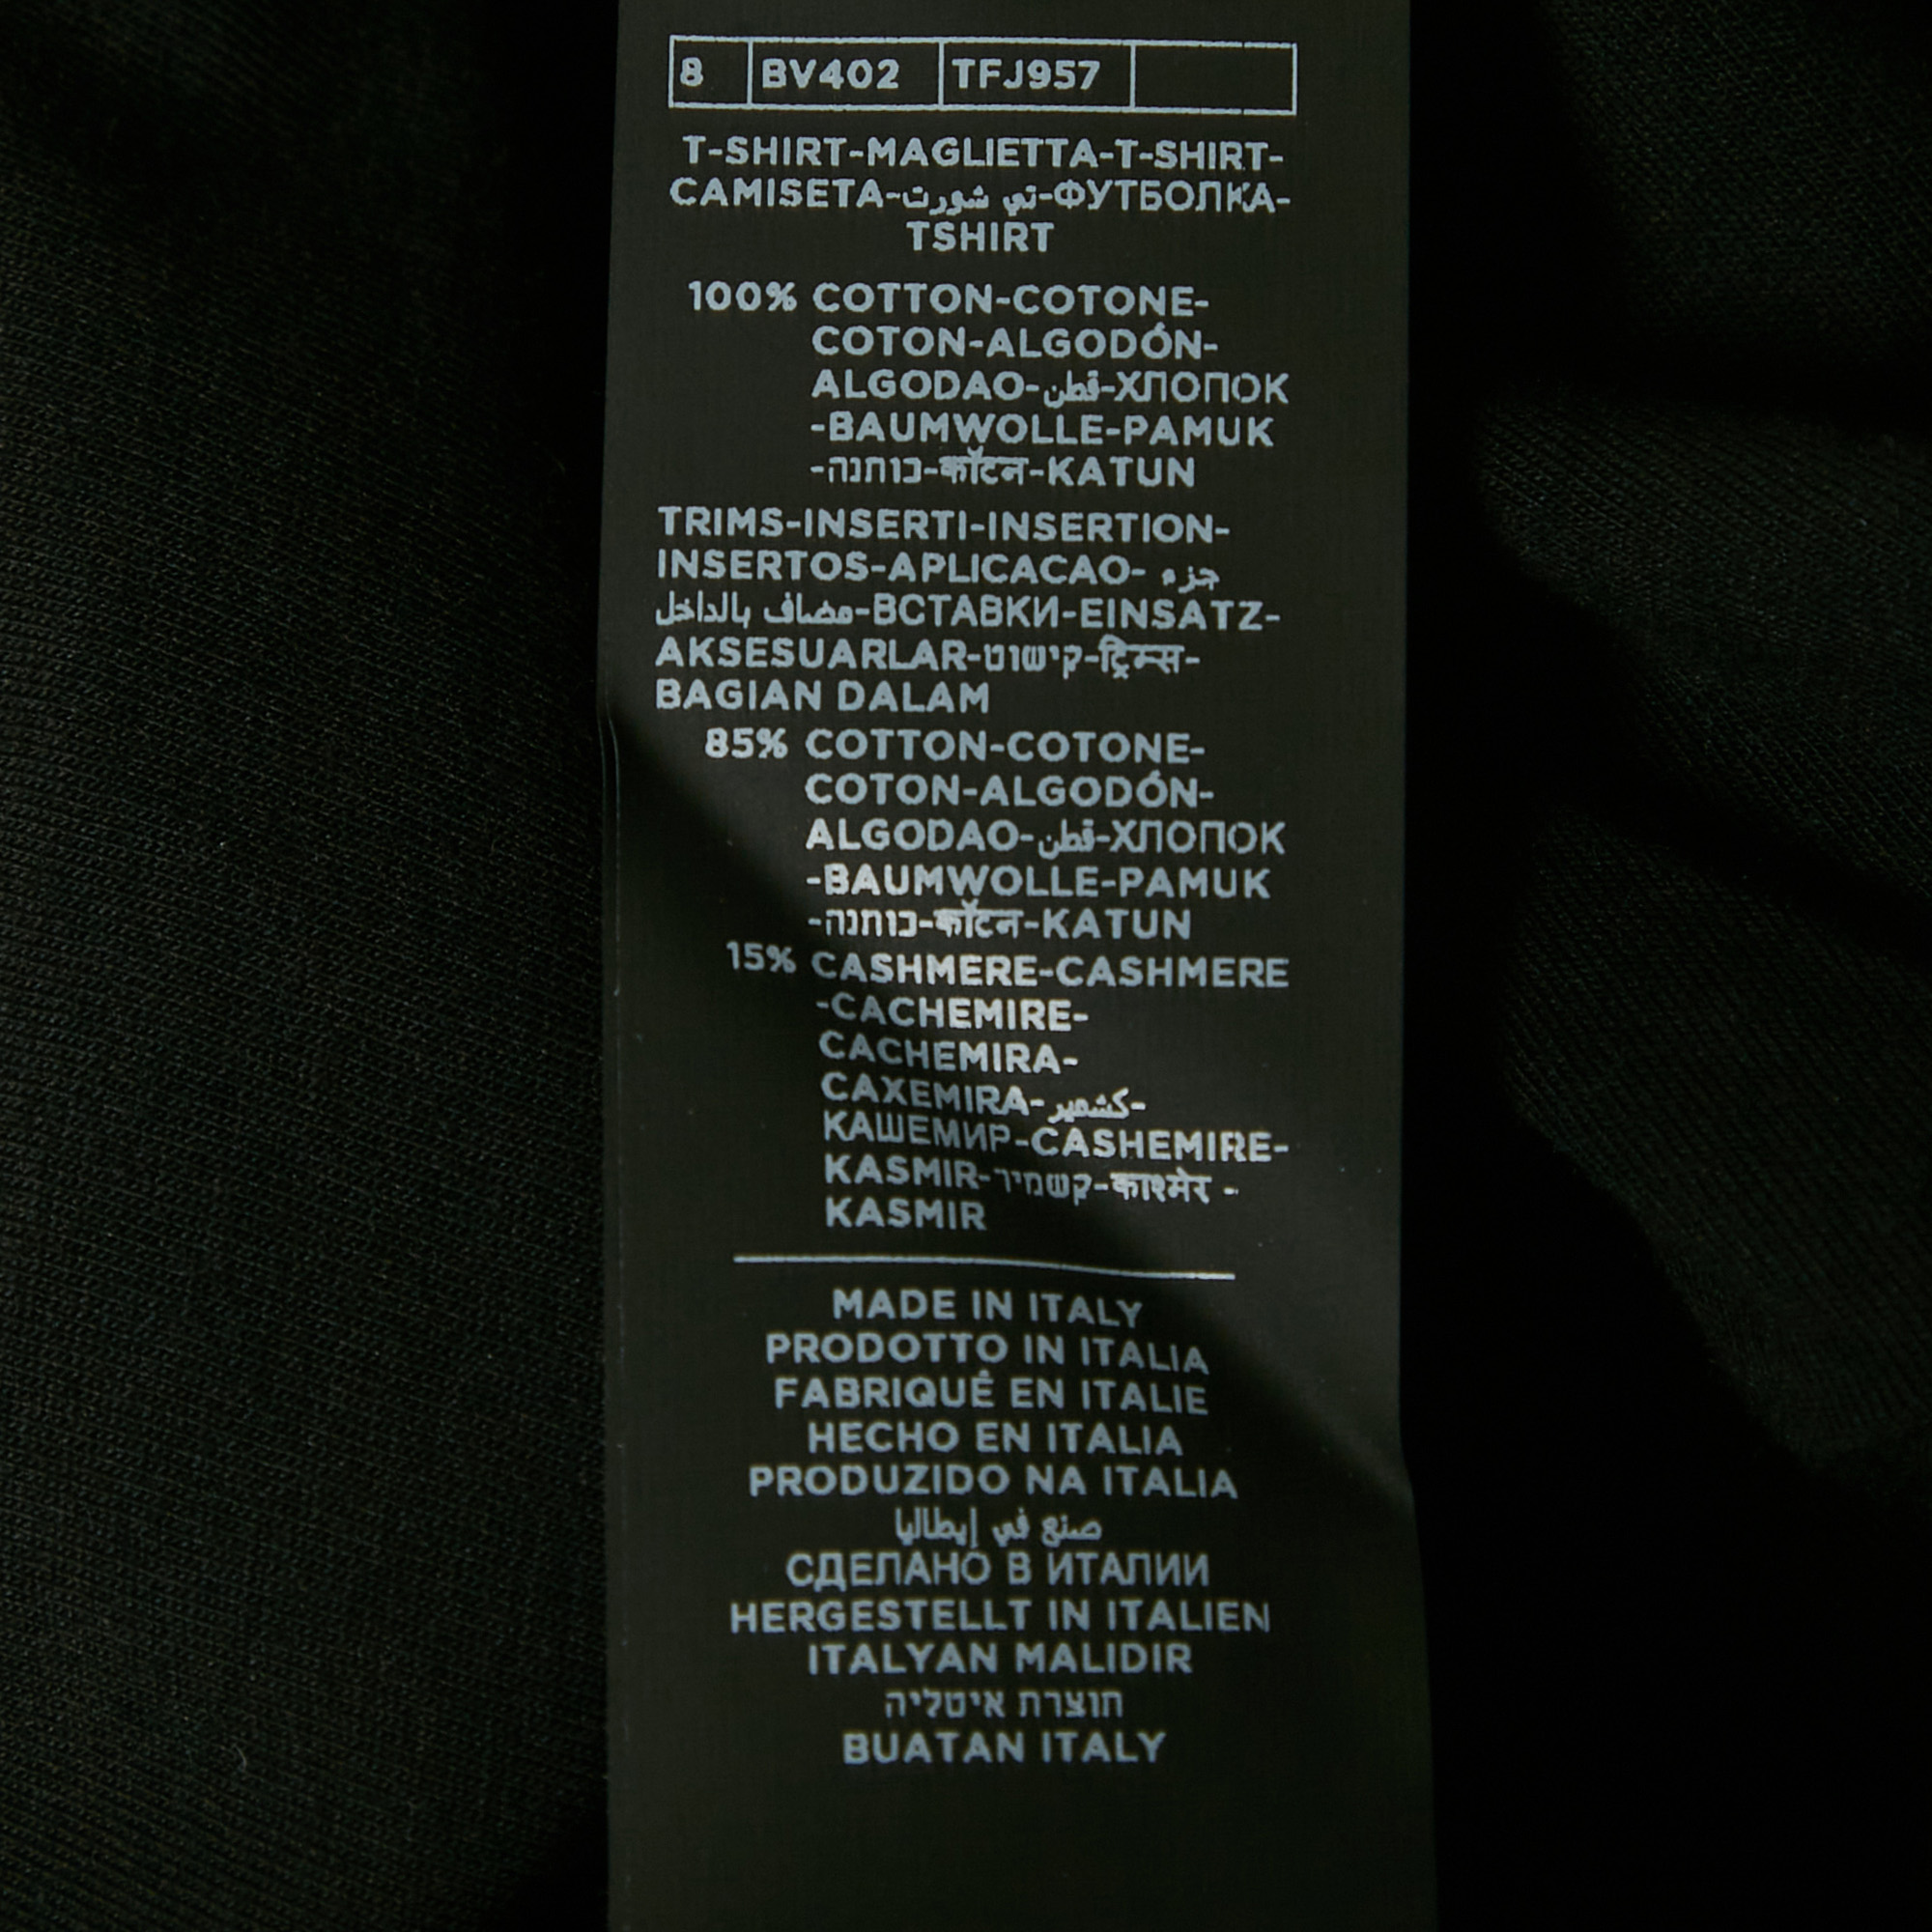 8 BV402 TFJ957
T-SHIRT-MAGLIETTA-T-SHIRT-
CAMISETA-تي شورت-ФУТБОЛКА-
TSHIRT
100% COTTON-COTONE-
COTON-ALGODÓN-
ALGODAO-قطن-ХЛОПОК
-BAUMWOLLE-PAMUK
-כותנה-कॉटन-KATUN
TRIMS-INSERTI-INSERTION-
INSERTOS-APLICACAO- جزء
مضاف بالداخل-ВСТАВКИ-EINSATZ-
AKSESUARLAR-קישוט-ट्रिम्स-
BAGIAN DALAM
85% COTTON-COTONE-
COTON-ALGODÓN-
ALGODAO-قطن-ХЛОПОК
-BAUMWOLLE-PAMUK
-כותנה-कॉटन-KATUN
15% CASHMERE-CASHMERE
-CACHEMIRE-
CACHEMIRA-
CAXEMIRA-كشمير-
КАШЕМИР-CASHEMIRE-
KASMIR-קשמיר-काश्मेर -
KASMIR
MADE IN ITALY
PRODOTTO IN ITALIA
FABRIQUÉ EN ITALIE
HECHO EN ITALIA
PRODUZIDO NA ITALIA
صنع في إيطاليا
СДЕЛАНО В ИТАЛИИ
HERGESTELLT IN ITALIEN
ITALYAN MALIDIR
תוצרת איטליה
BUATAN ITALY